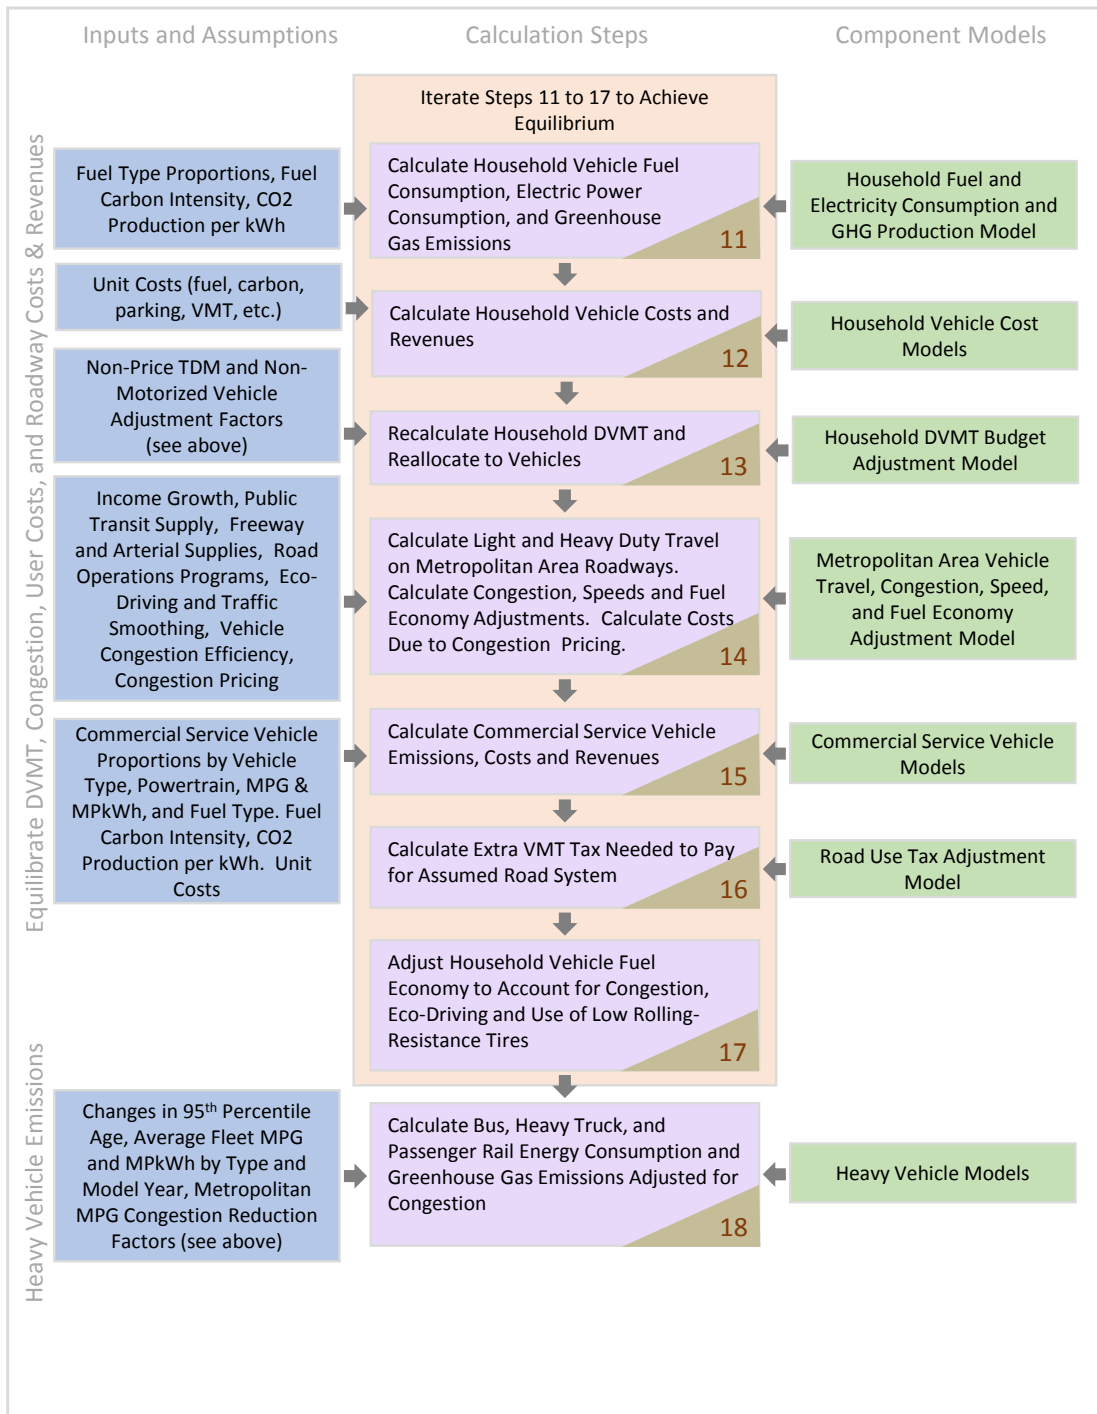 Inputs and Assumptions
Calculation Steps
Component Models
Equilibrate DVMT, Congestion, User Costs, and Roadway Costs & Revenues
Iterate Steps 11 to 17 to Achieve
Equilibrium
Fuel Type Proportions, Fuel
Carbon Intensity, CO2
Production per kWh
Calculate Household Vehicle Fuel
Consumption, Electric Power
Consumption, and Greenhouse
Gas Emissions
11
Household Fuel and
Electricity Consumption and
GHG Production Model
Unit Costs (fuel, carbon,
parking, VMT, etc.)
Calculate Household Vehicle Costs and
Revenues
12
Household Vehicle Cost
Models
Non-Price TDM and Non-
Motorized Vehicle
Adjustment Factors
(see above)
Recalculate Household DVMT and
Reallocate to Vehicles
13
Household DVMT Budget
Adjustment Model
Income Growth, Public
Transit Supply, Freeway
and Arterial Supplies, Road
Operations Programs, Eco-
Driving and Traffic
Smoothing, Vehicle
Congestion Efficiency,
Congestion Pricing
Calculate Light and Heavy Duty Travel
on Metropolitan Area Roadways.
Calculate Congestion, Speeds and Fuel
Economy Adjustments. Calculate Costs
Due to Congestion Pricing.
14
Metropolitan Area Vehicle
Travel, Congestion, Speed,
and Fuel Economy
Adjustment Model
Commercial Service Vehicle
Proportions by Vehicle
Type, Powertrain, MPG &
MPkWh, and Fuel Type. Fuel
Carbon Intensity, CO2
Production per kWh. Unit
Costs
Calculate Commercial Service Vehicle
Emissions, Costs and Revenues
15
Commercial Service Vehicle
Models
Calculate Extra VMT Tax Needed to Pay
for Assumed Road System
16
Road Use Tax Adjustment
Model
Adjust Household Vehicle Fuel
Economy to Account for Congestion,
Eco-Driving and Use of Low Rolling-
Resistance Tires
17
Heavy Vehicle Emissions
Changes in 95th Percentile
Age, Average Fleet MPG
and MPkWh by Type and
Model Year, Metropolitan
MPG Congestion Reduction
Factors (see above)
Calculate Bus, Heavy Truck, and
Passenger Rail Energy Consumption and
Greenhouse Gas Emissions Adjusted for
Congestion
18
Heavy Vehicle Models